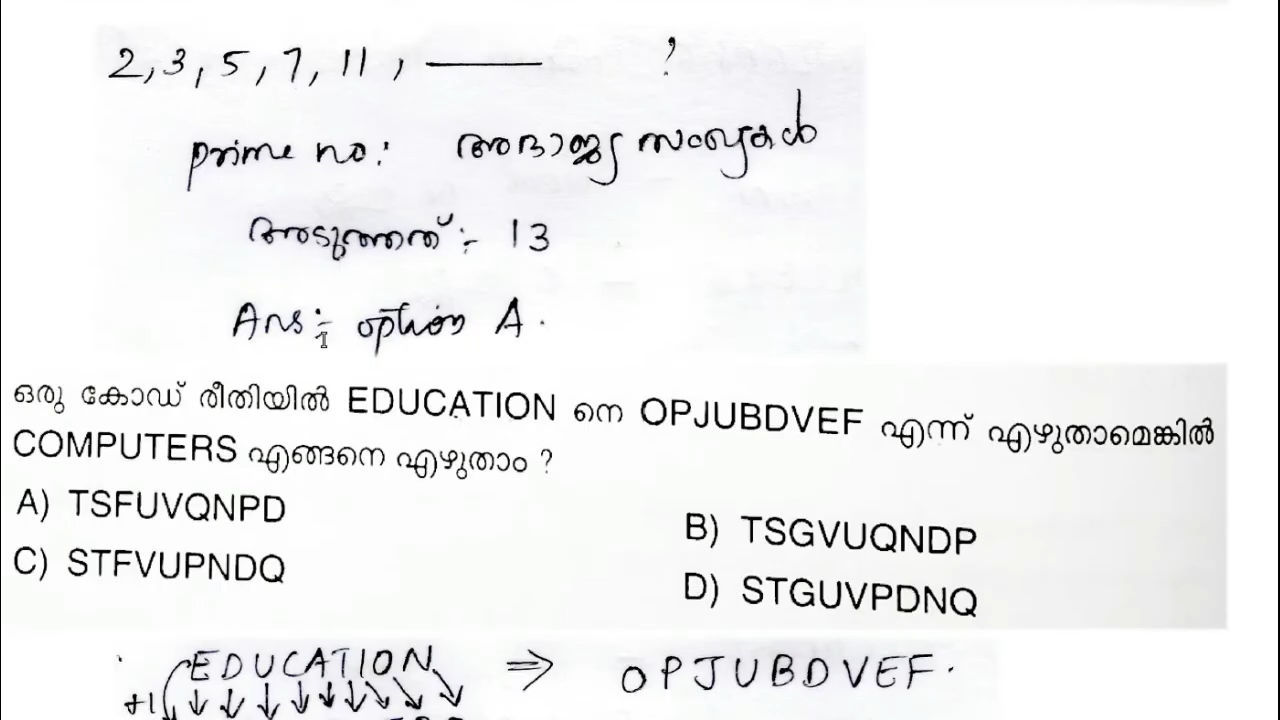 2, 3, 5, 7, 11, ——— ?
prime no: അഭാജ്യ സംഖ്യകൾ
അടുത്തത് :- 13
Ans :- option A.
ഒരു കോഡ് രീതിയിൽ EDUCATION നെ OPJUBDVEF എന്ന് എഴുതാമെങ്കിൽ
COMPUTERS എങ്ങനെ എഴുതാം ?
A) TSFUVQNPD
B) TSGVUQNDP
C) STFVUPNDQ
D) STGUVPDNQ
EDUCATION ⇒ OPJUBDVEF.
+1 ↓ ↓ ↓ ↓ ↓ ↓ ↓ ↓ ↓